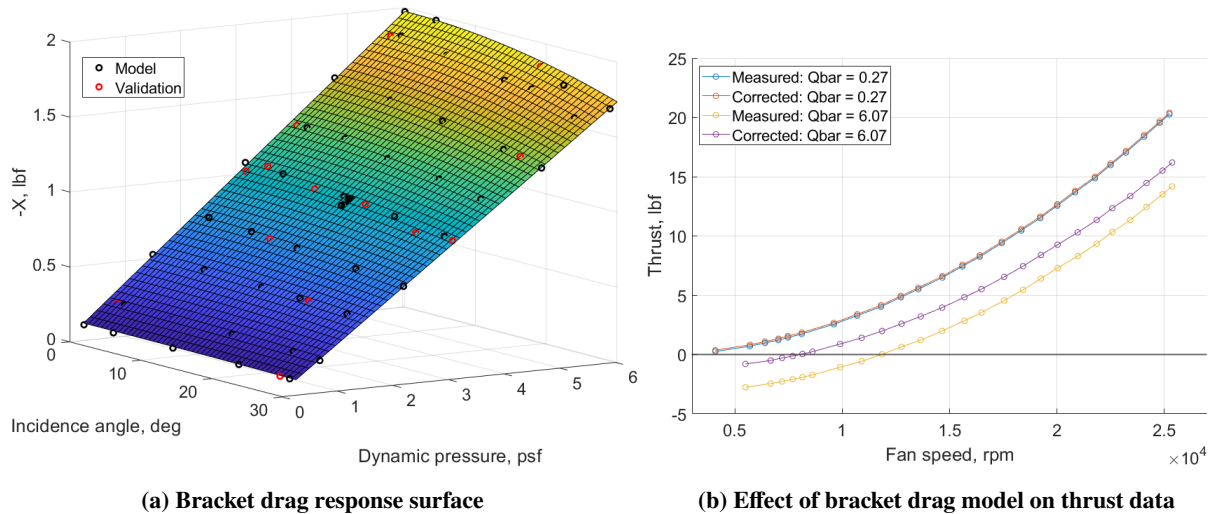 2
1.5
1
0.5
0
-X, lbf
Model
Validation
0
10
20
30
Incidence angle, deg
0
1
2
3
4
5
6
Dynamic pressure, psf
(a) Bracket drag response surface
25
20
15
10
5
0
-5
Thrust, lbf
Measured: Qbar = 0.27
Corrected: Qbar = 0.27
Measured: Qbar = 6.07
Corrected: Qbar = 6.07
0.5 1 1.5 2 2.5
×10⁴
Fan speed, rpm
(b) Effect of bracket drag model on thrust data